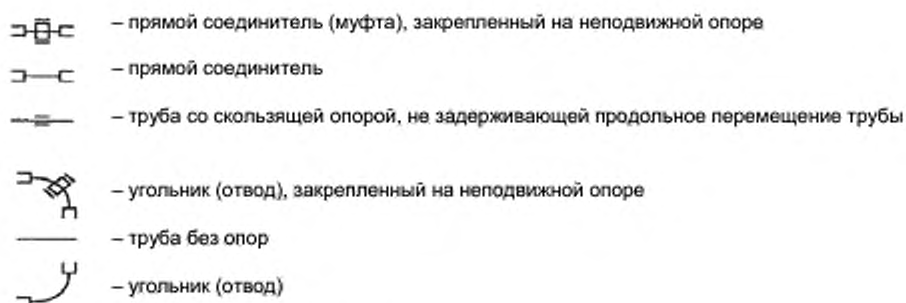 – прямой соединитель (муфта), закрепленный на неподвижной опоре
– прямой соединитель
– труба со скользящей опорой, не задерживающей продольное перемещение трубы
– угольник (отвод), закрепленный на неподвижной опоре
– труба без опор
– угольник (отвод)